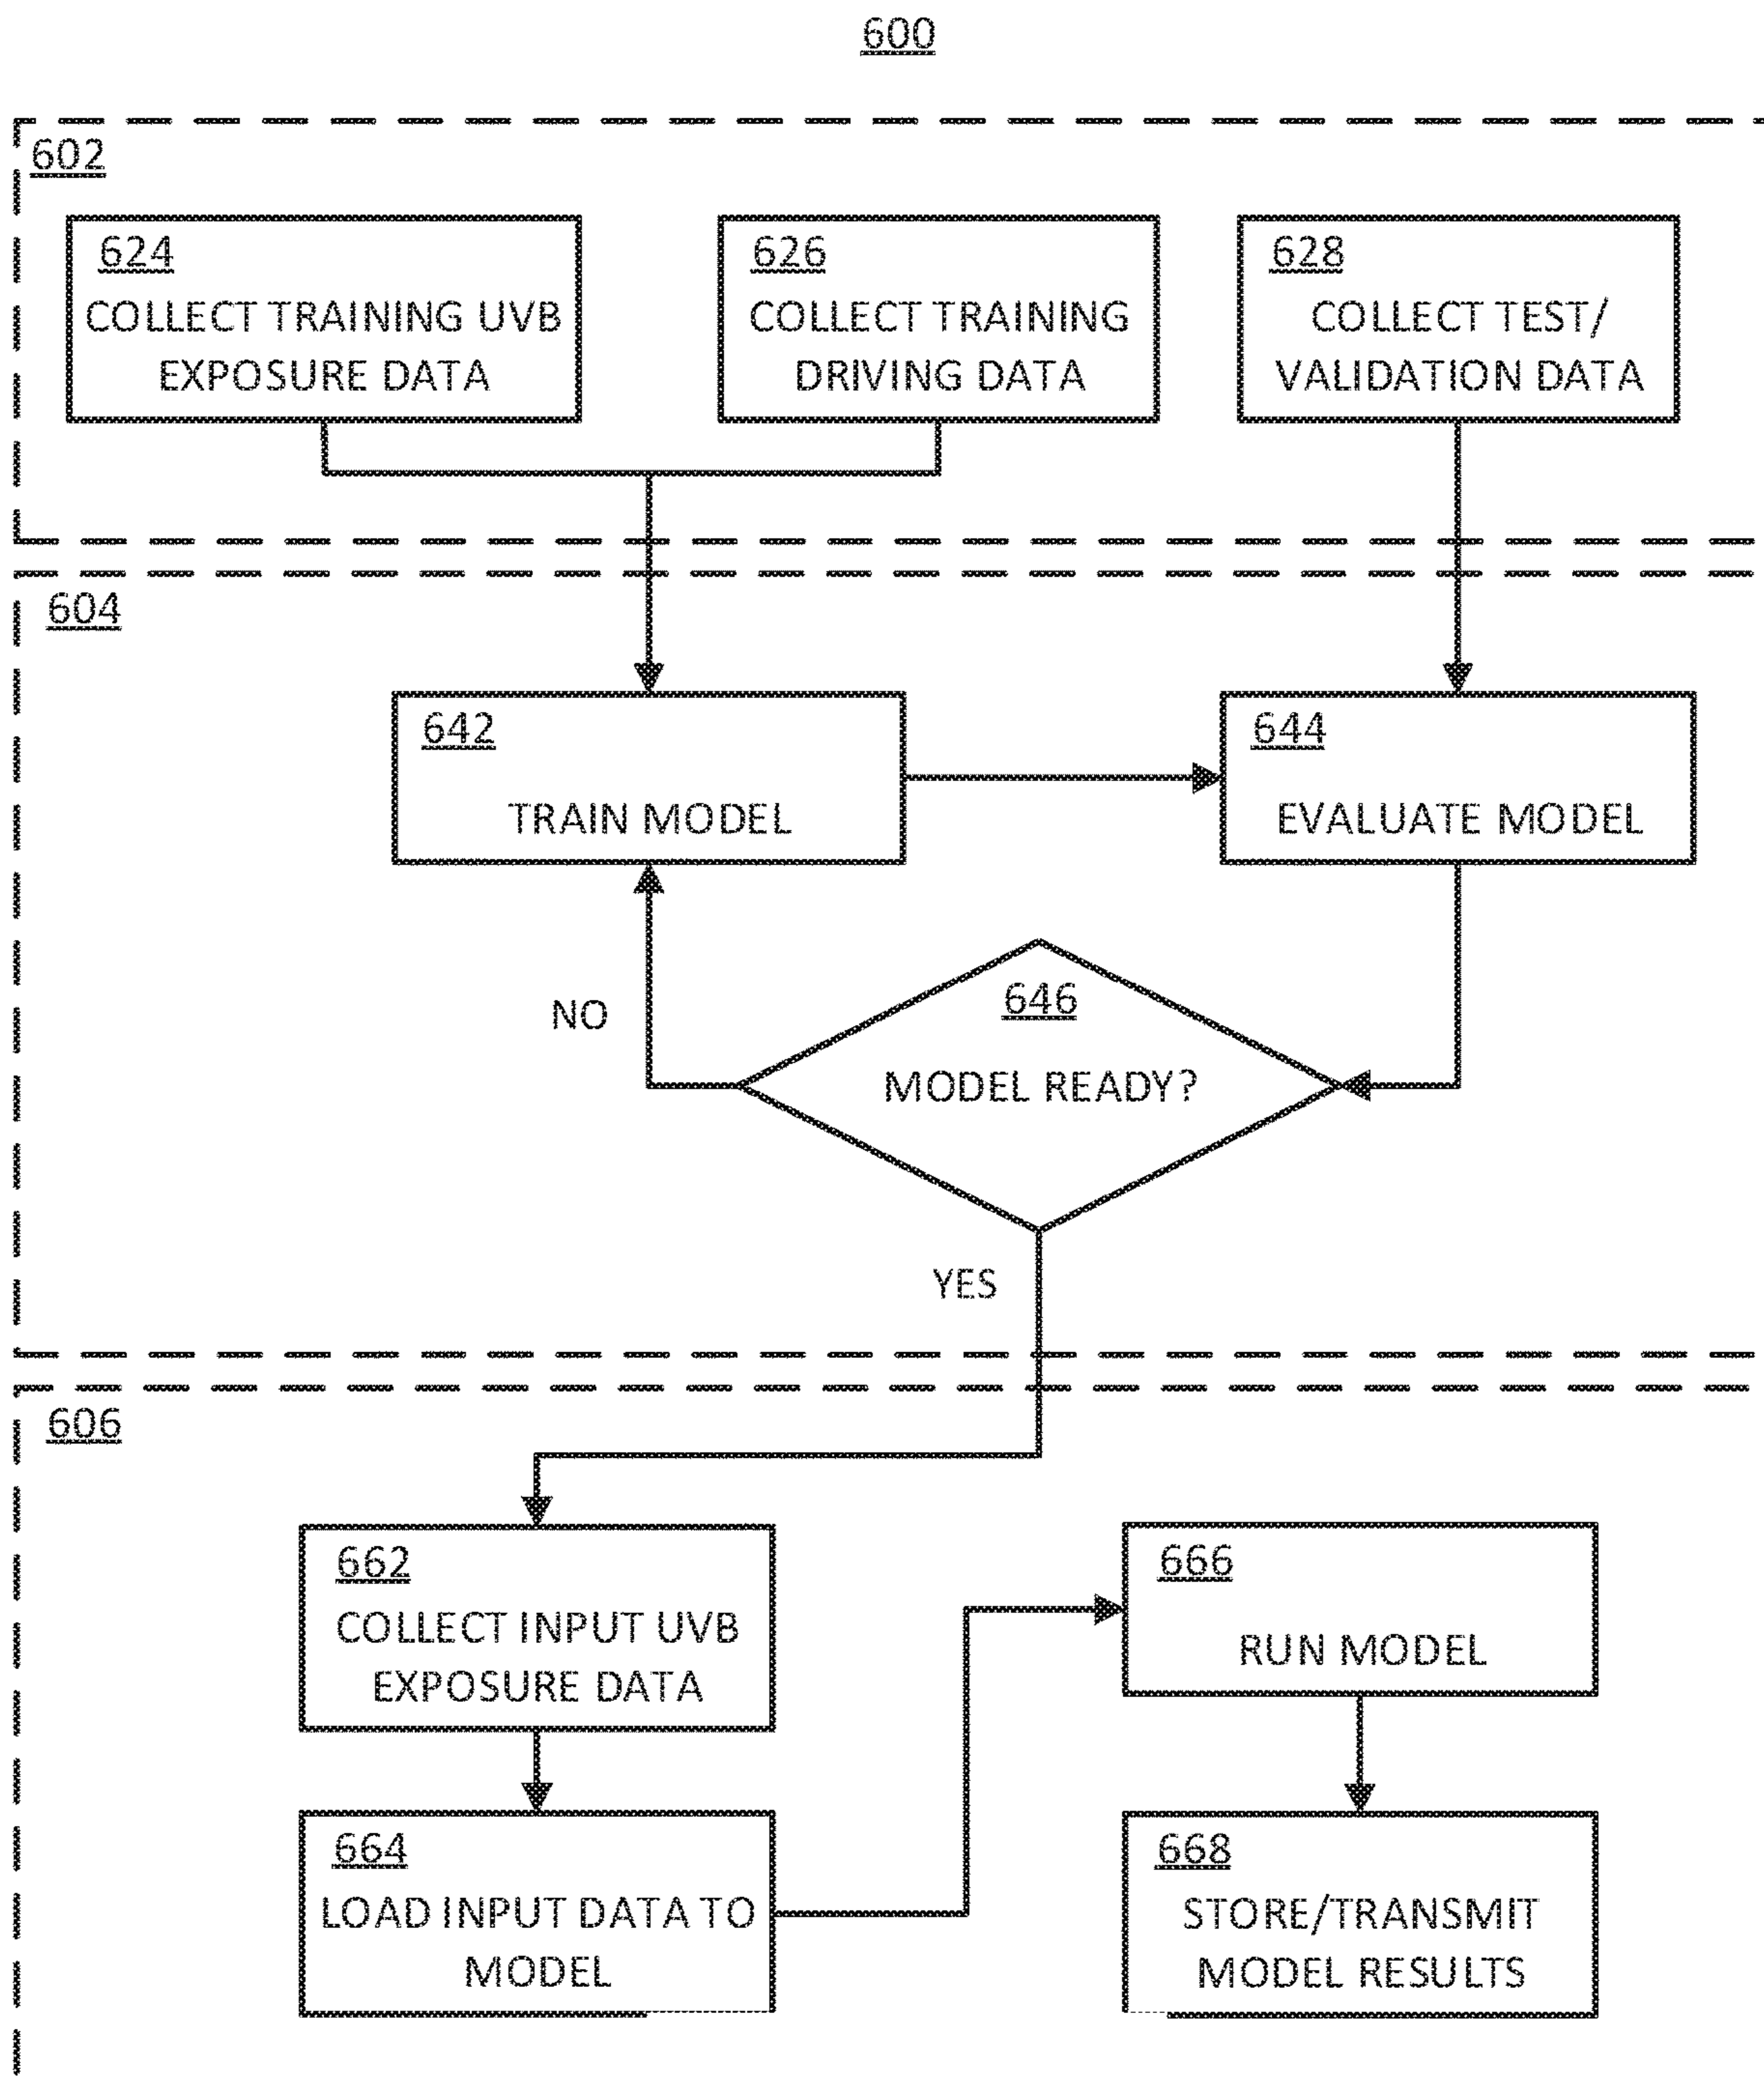 600
602
624
COLLECT TRAINING UVB
EXPOSURE DATA
626
COLLECT TRAINING
DRIVING DATA
628
COLLECT TEST/
VALIDATION DATA
604
642
TRAIN MODEL
644
EVALUATE MODEL
646
MODEL READY?
NO
YES
606
662
COLLECT INPUT UVB
EXPOSURE DATA
666
RUN MODEL
664
LOAD INPUT DATA TO
MODEL
668
STORE/TRANSMIT
MODEL RESULTS